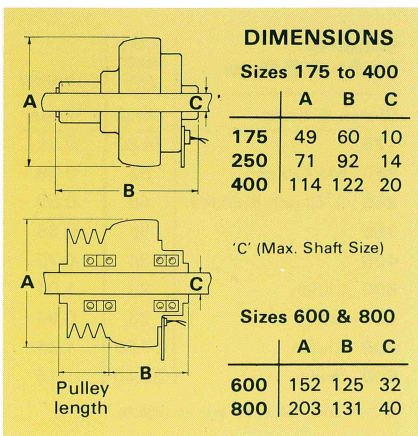 DIMENSIONS
Sizes 175 to 400
A B C
175 49 60 10
250 71 92 14
400 114 122 20
A
C
B
'C' (Max. Shaft Size)
A
C
B
Pulley
length
Sizes 600 & 800
A B C
600 152 125 32
800 203 131 40